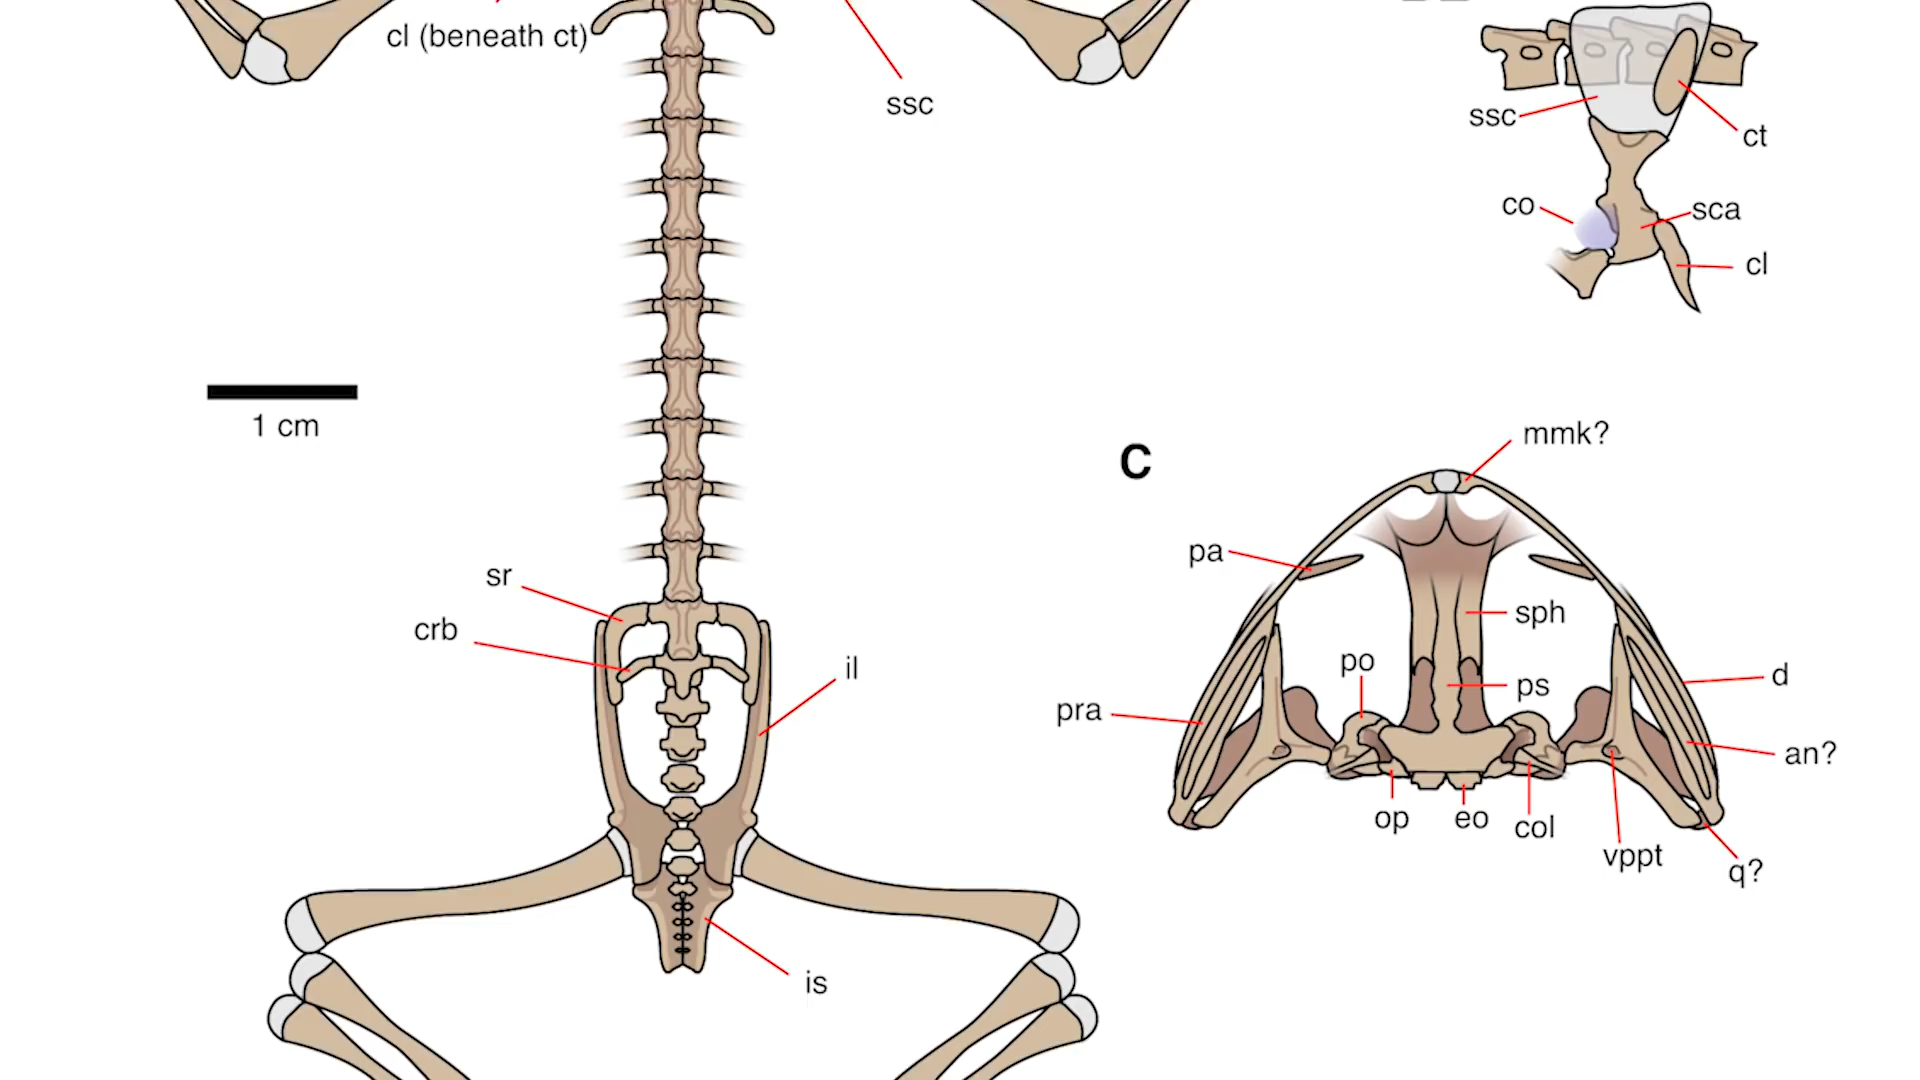 cl (beneath ct)
ssc
1 cm
sr
crb
il
is
ssc
ct
co
sca
cl
C
mmk?
pa
sph
po
ps
d
pra
an?
op
eo
col
vppt
q?